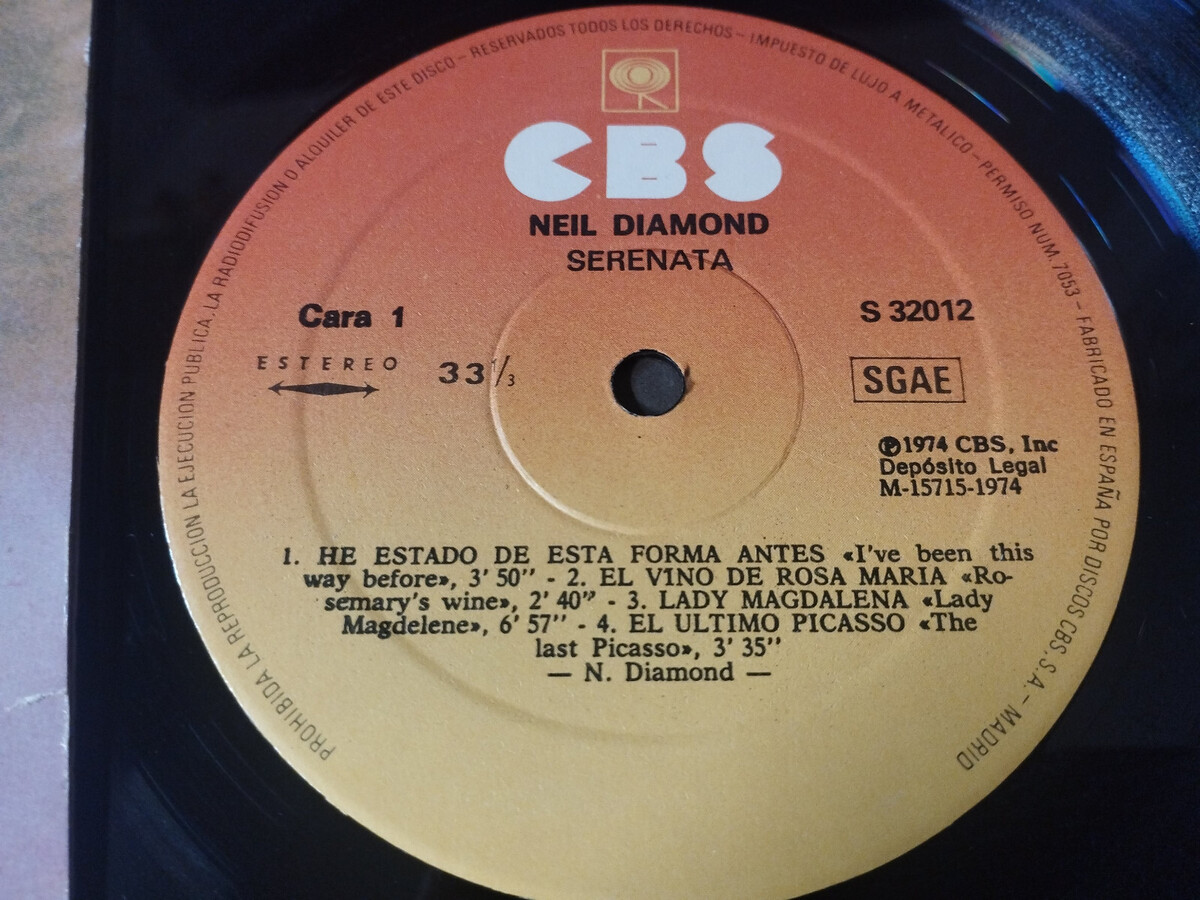 PROHIBIDA LA REPRODUCCION LA EJECUCION PUBLICA, LA RADIODIFUSION O ALQUILER DE ESTE DISCO – RESERVADOS TODOS LOS DERECHOS – IMPUESTO DE LUJO A METALICO – PERMISO NUM. 7053 – FABRICADO EN ESPAÑA POR DISCOS CBS, S.A. – MADRID
CBS
NEIL DIAMOND
SERENATA
Cara 1
S 32012
ESTEREO
33 1/3
SGAE
℗1974 CBS, Inc
Depósito Legal
M-15715-1974
1. HE ESTADO DE ESTA FORMA ANTES «I've been this
way before», 3' 50'' - 2. EL VINO DE ROSA MARIA «Ro-
semary's wine», 2' 40'' - 3. LADY MAGDALENA «Lady
Magdelene», 6' 57'' - 4. EL ULTIMO PICASSO «The
last Picasso», 3' 35''
— N. Diamond —